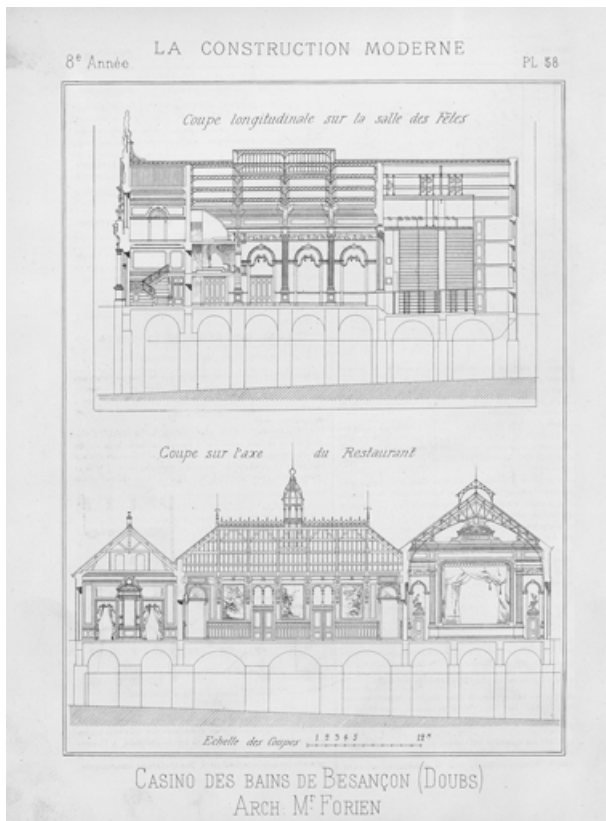 LA CONSTRUCTION MODERNE
8e Année
PL 58
Coupe longitudinale sur la salle des Fêtes
Coupe sur l'axe du Restaurant
Echelle des Coupes 1 2 3 4 5 12m
CASINO DES BAINS DE BESANÇON (DOUBS)
ARCH: Mr FORIEN